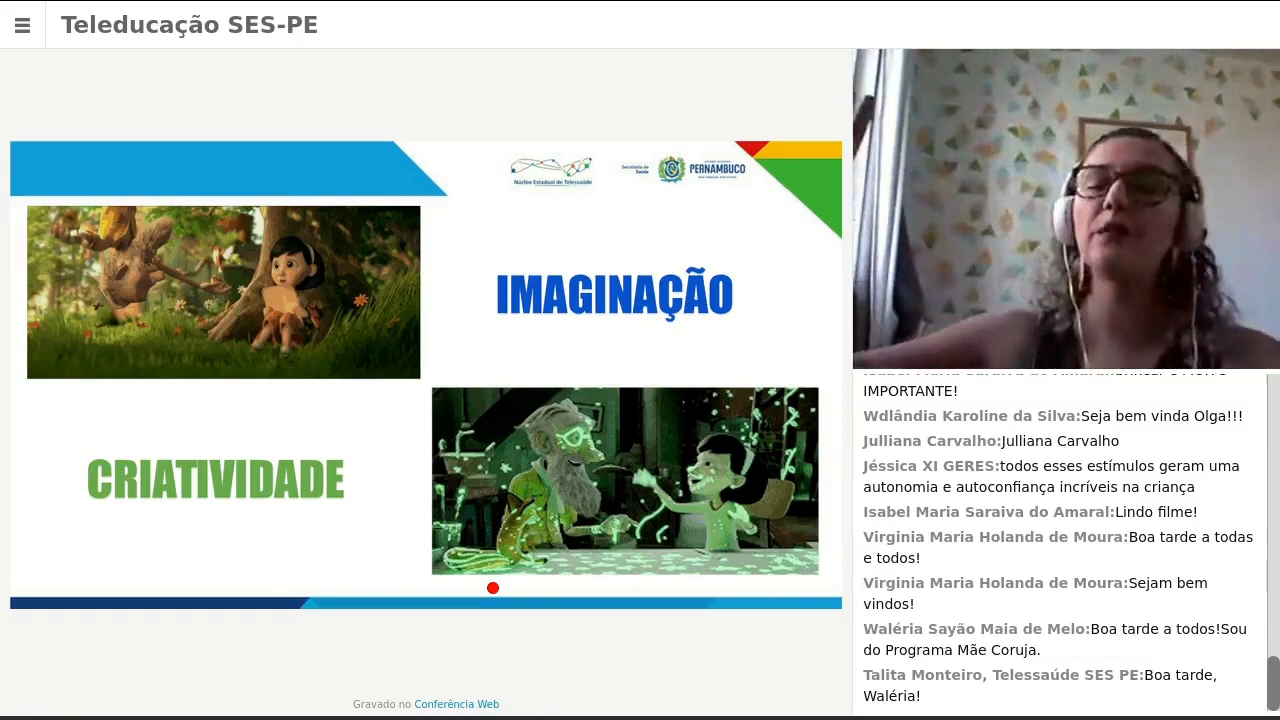 Teleducação SES-PE
Núcleo Estadual de Telessaúde
Secretaria de
Saúde
PERNAMBUCO
IMAGINAÇÃO
CRIATIVIDADE
IMPORTANTE!
Wdlândia Karoline da Silva:Seja bem vinda Olga!!!
Julliana Carvalho:Julliana Carvalho
Jéssica XI GERES:todos esses estímulos geram uma
autonomia e autoconfiança incríveis na criança
Isabel Maria Saraiva do Amaral:Lindo filme!
Virginia Maria Holanda de Moura:Boa tarde a todas
e todos!
Virginia Maria Holanda de Moura:Sejam bem
vindos!
Waléria Sayão Maia de Melo:Boa tarde a todos!Sou
do Programa Mãe Coruja.
Talita Monteiro, Telessaúde SES PE:Boa tarde,
Waléria!
Gravado no Conferência Web